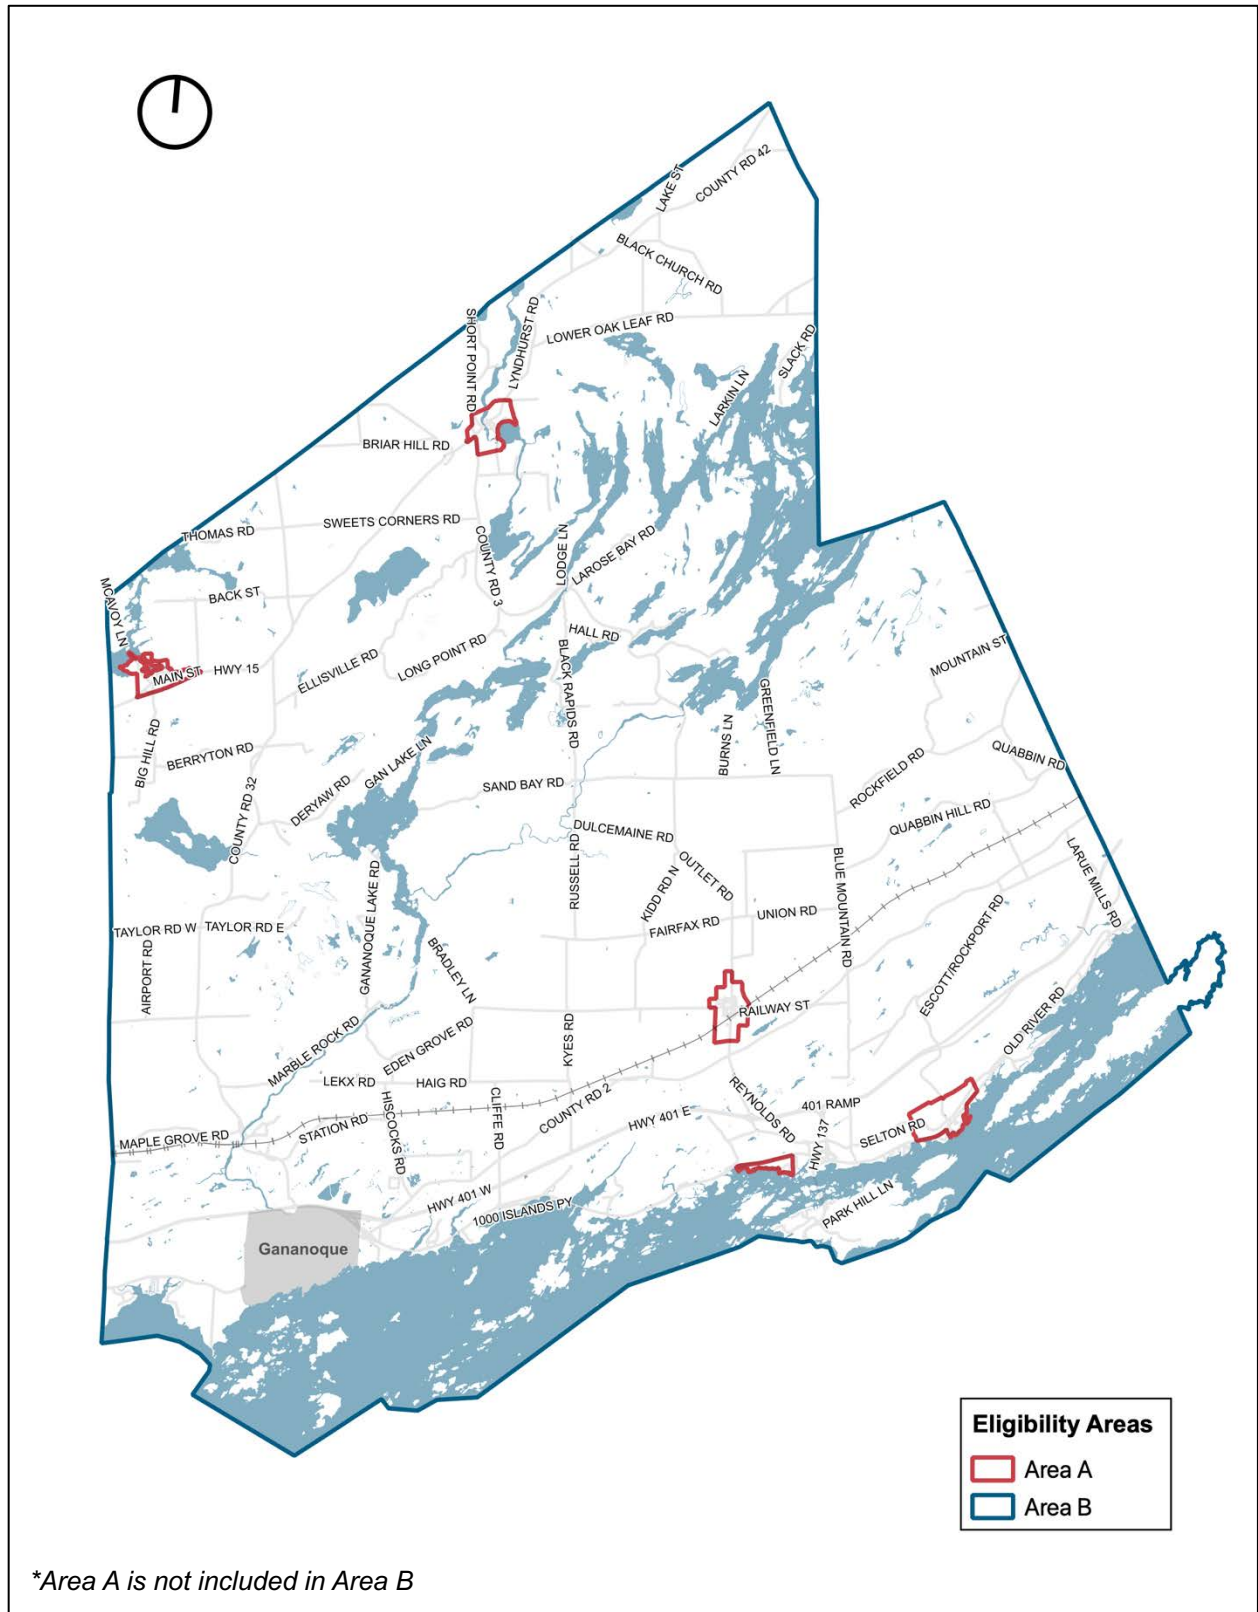 LAKE ST
COUNTY RD 42
BLACK CHURCH RD
SHORT POINT RD
LYNDHURST RD
LOWER OAK LEAF RD
SLACK RD
LARKIN LN
BRIAR HILL RD
THOMAS RD
SWEETS CORNERS RD
COUNTY RD 3
LODGE LN
LAROSE BAY RD
MCAVOY LN
BACK ST
HALL RD
MAIN ST
HWY 15
ELLISVILLE RD
LONG POINT RD
BLACK RAPIDS RD
MOUNTAIN ST
GREENFIELD LN
BURNS LN
BIG HILL RD
BERRYTON RD
GAN LAKE LN
QUABBIN RD
COUNTY RD 32
DERYAW RD
SAND BAY RD
ROCKFIELD RD
QUABBIN HILL RD
DULCEMAINE RD
RUSSELL RD
OUTLET RD
KIDD RD N
BLUE MOUNTAIN RD
LARUE MILLS RD
GANANOQUE LAKE RD
TAYLOR RD W
TAYLOR RD E
FAIRFAX RD
UNION RD
AIRPORT RD
BRADLEY LN
ESCOTT/ROCKPORT RD
RAILWAY ST
OLD RIVER RD
MARBLE ROCK RD
EDEN GROVE RD
KYES RD
LEKX RD
HAIG RD
HISCOCKS RD
CLIFFE RD
COUNTY RD 2
REYNOLDS RD
401 RAMP
MAPLE GROVE RD
STATION RD
HWY 401 E
HWY 137
SELTON RD
HWY 401 W
1000 ISLANDS PY
PARK HILL LN
Gananoque
Eligibility Areas
Area A
Area B
*Area A is not included in Area B